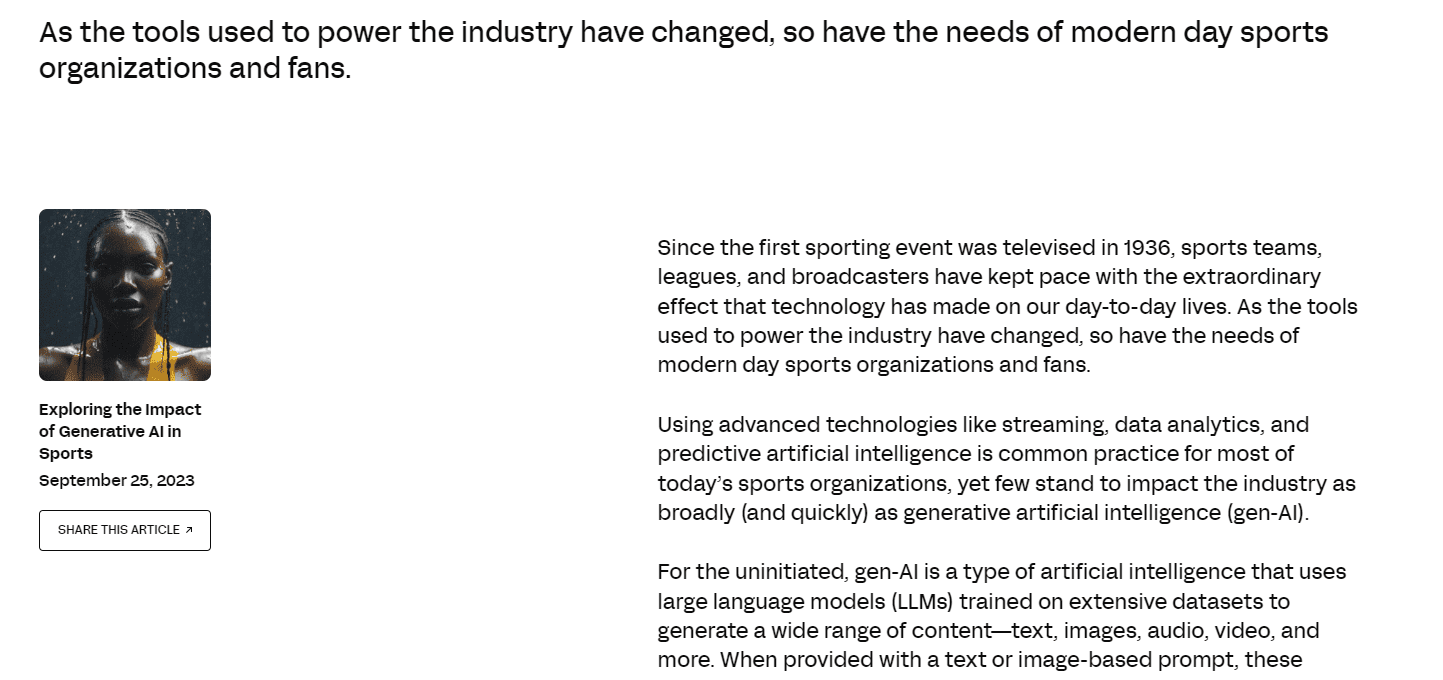 As the tools used to power the industry have changed, so have the needs of modern day sports
organizations and fans.
Exploring the Impact
of Generative AI in
Sports
September 25, 2023
SHARE THIS ARTICLE ↗
Since the first sporting event was televised in 1936, sports teams,
leagues, and broadcasters have kept pace with the extraordinary
effect that technology has made on our day-to-day lives. As the tools
used to power the industry have changed, so have the needs of
modern day sports organizations and fans.
Using advanced technologies like streaming, data analytics, and
predictive artificial intelligence is common practice for most of
today’s sports organizations, yet few stand to impact the industry as
broadly (and quickly) as generative artificial intelligence (gen-AI).
For the uninitiated, gen-AI is a type of artificial intelligence that uses
large language models (LLMs) trained on extensive datasets to
generate a wide range of content—text, images, audio, video, and
more. When provided with a text or image-based prompt, these